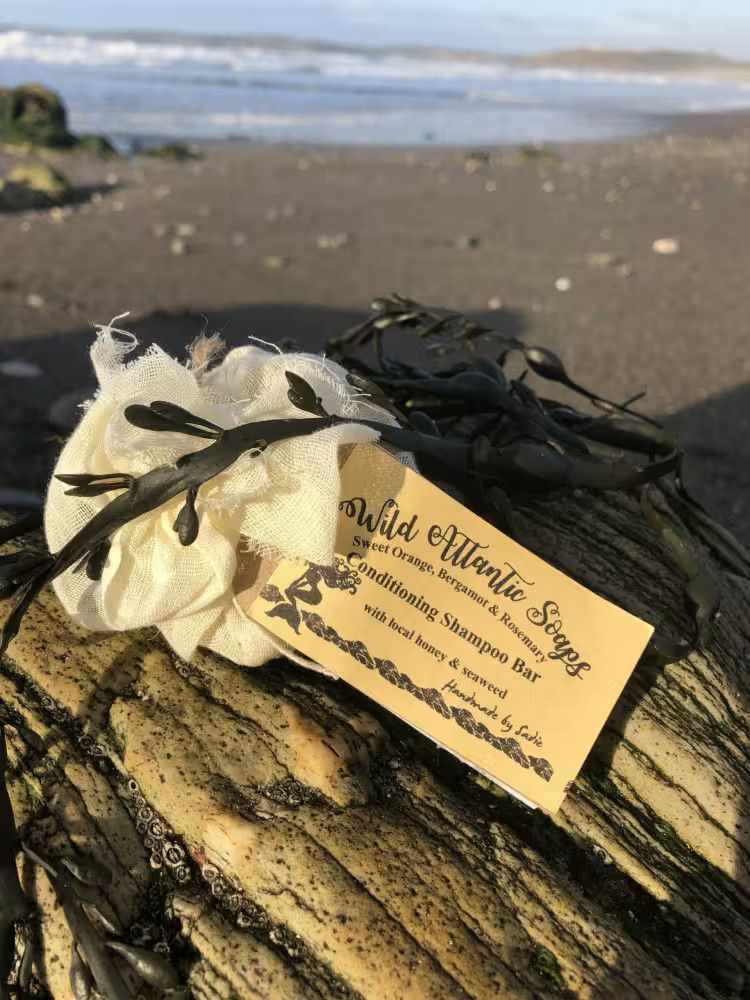 Wild Atlantic Soaps
Sweet Orange, Bergamot & Rosemary
Conditioning Shampoo Bar
with local honey & seaweed
Handmade by Sadie